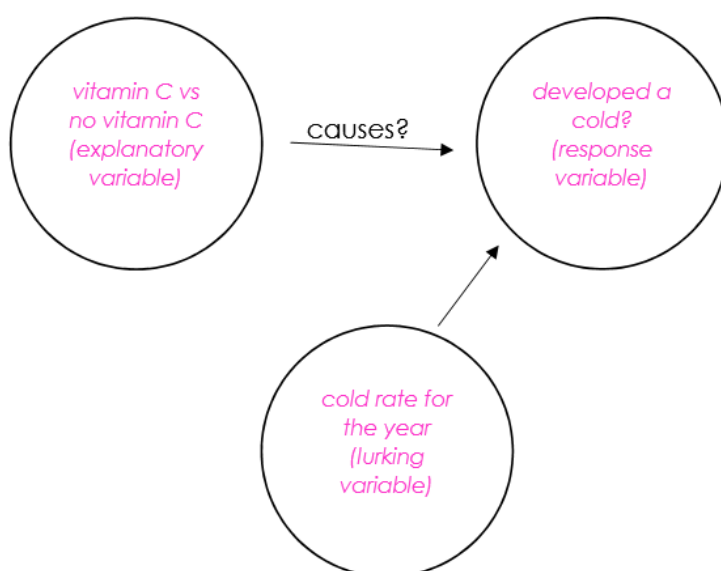 vitamin C vs
no vitamin C
(explanatory
variable)
causes?
developed a
cold?
(response
variable)
cold rate for
the year
(lurking
variable)